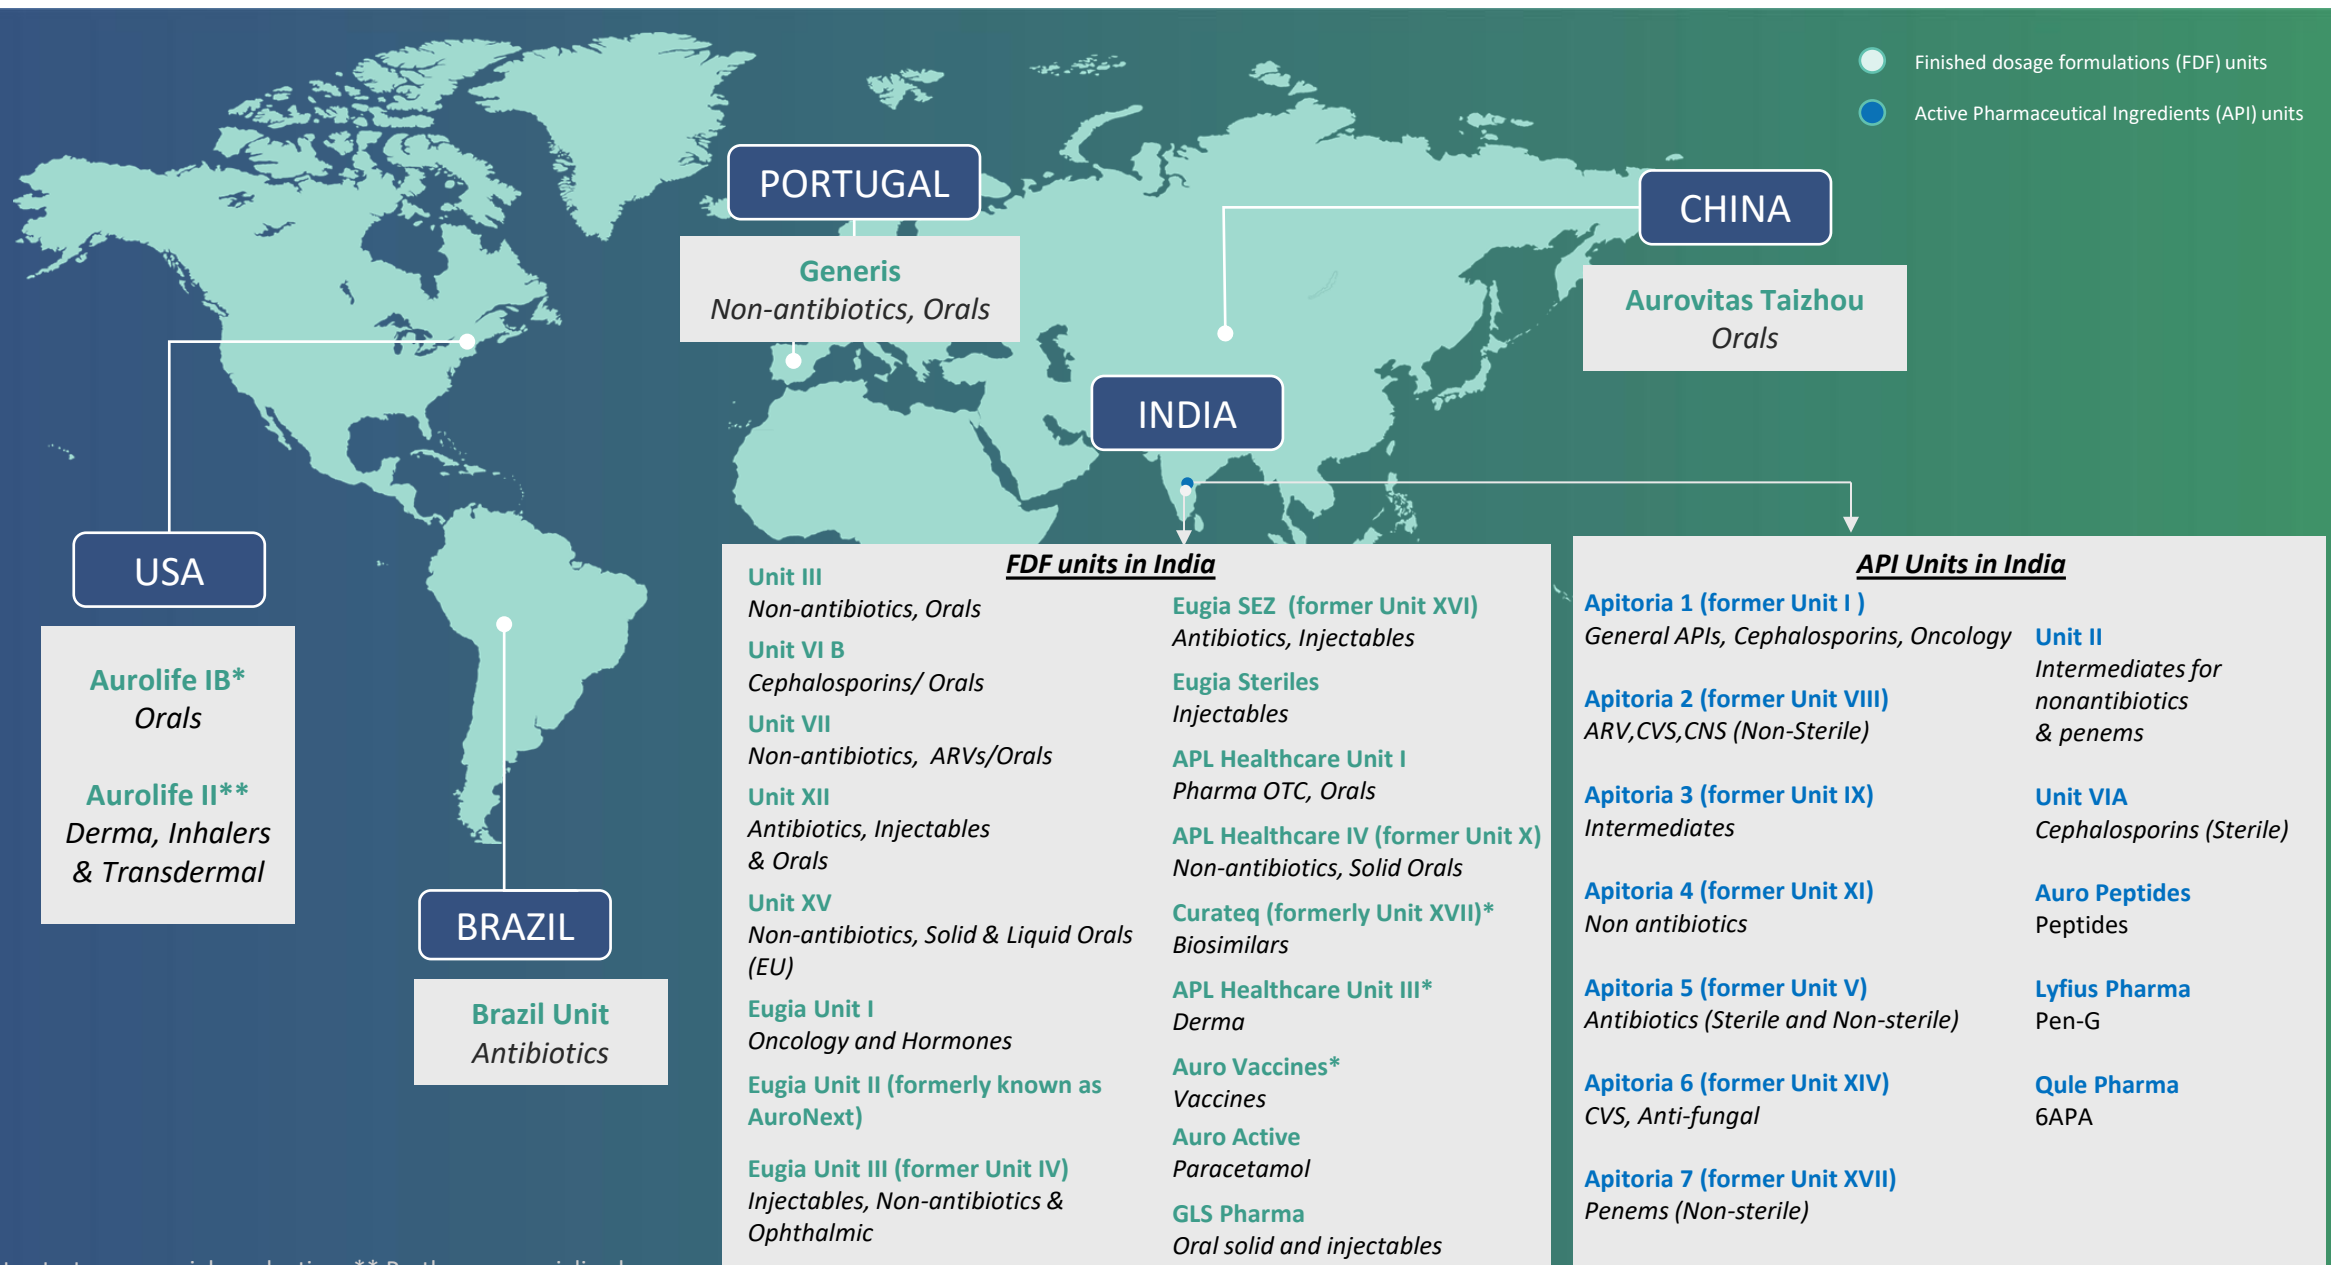 Finished dosage formulations (FDF) units
Active Pharmaceutical Ingredients (API) units
PORTUGAL
Generis
Non-antibiotics, Orals
CHINA
Aurovitas Taizhou
Orals
INDIA
USA
Aurolife IB*
Orals
Aurolife II**
Derma, Inhalers
& Transdermal
BRAZIL
Brazil Unit
Antibiotics
FDF units in India
Unit III
Non-antibiotics, Orals
Unit VI B
Cephalosporins/ Orals
Unit VII
Non-antibiotics, ARVs/Orals
Unit XII
Antibiotics, Injectables
& Orals
Unit XV
Non-antibiotics, Solid & Liquid Orals
(EU)
Eugia Unit I
Oncology and Hormones
Eugia Unit II (formerly known as
AuroNext)
Eugia Unit III (former Unit IV)
Injectables, Non-antibiotics &
Ophthalmic
Eugia SEZ (former Unit XVI)
Antibiotics, Injectables
Eugia Steriles
Injectables
APL Healthcare Unit I
Pharma OTC, Orals
APL Healthcare IV (former Unit X)
Non-antibiotics, Solid Orals
Curateq (formerly Unit XVII)*
Biosimilars
APL Healthcare Unit III*
Derma
Auro Vaccines*
Vaccines
Auro Active
Paracetamol
GLS Pharma
Oral solid and injectables
API Units in India
Apitoria 1 (former Unit I )
General APIs, Cephalosporins, Oncology
Apitoria 2 (former Unit VIII)
ARV,CVS,CNS (Non-Sterile)
Apitoria 3 (former Unit IX)
Intermediates
Apitoria 4 (former Unit XI)
Non antibiotics
Apitoria 5 (former Unit V)
Antibiotics (Sterile and Non-sterile)
Apitoria 6 (former Unit XIV)
CVS, Anti-fungal
Apitoria 7 (former Unit XVII)
Penems (Non-sterile)
Unit II
Intermediates for
nonantibiotics
& penems
Unit VIA
Cephalosporins (Sterile)
Auro Peptides
Peptides
Lyfius Pharma
Pen-G
Qule Pharma
6APA